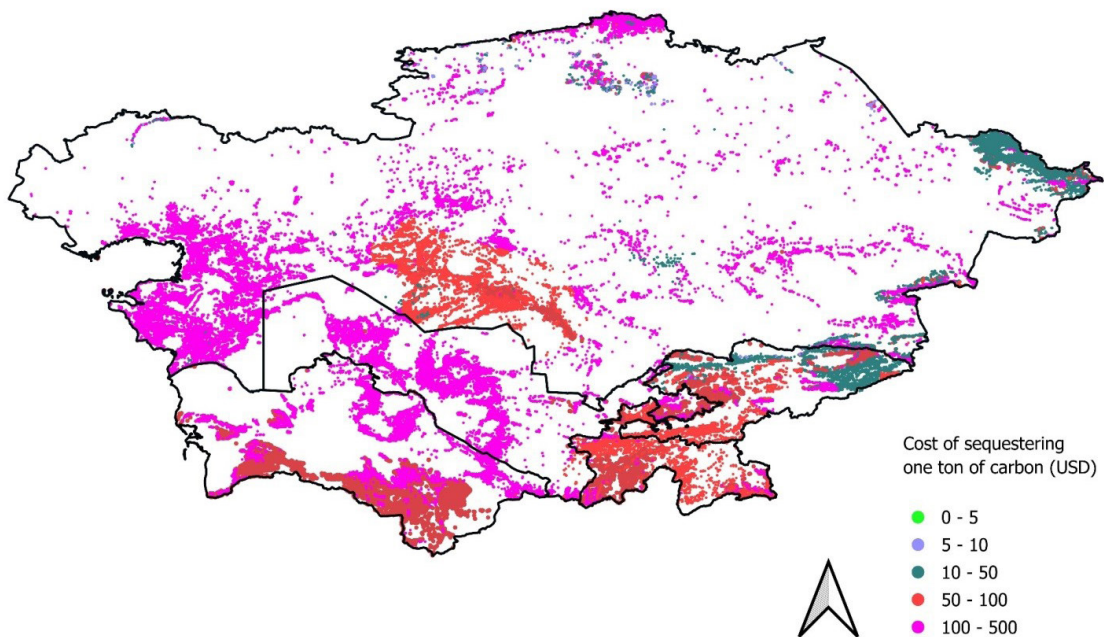 Cost of sequestering
one ton of carbon (USD)
0 - 5
5 - 10
10 - 50
50 - 100
100 - 500